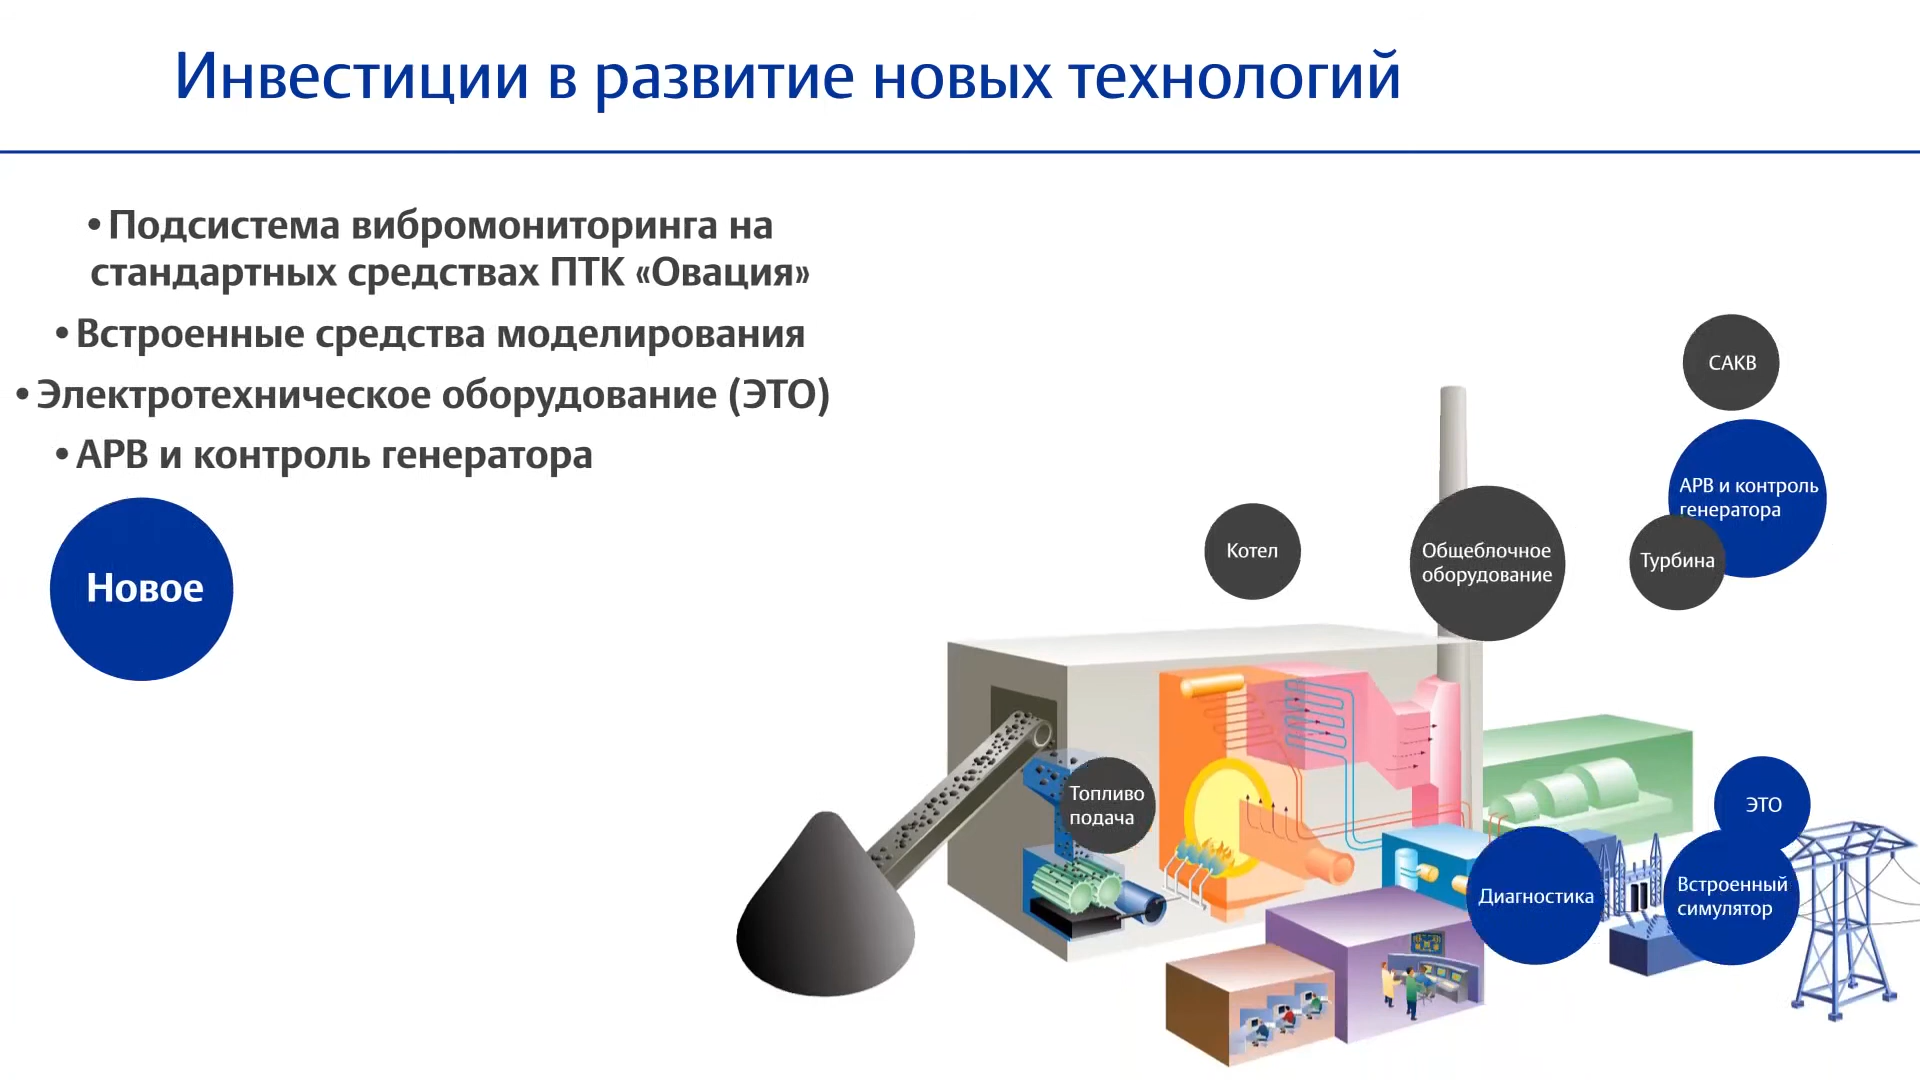 Инвестиции в развитие новых технологий
• Подсистема вибромониторинга на
стандартных средствах ПТК «Овация»
• Встроенные средства моделирования
• Электротехническое оборудование (ЭТО)
• АРВ и контроль генератора
Новое
САКВ
АРВ и контроль
генератора
Котел
Общеблочное
оборудование
Турбина
Топливо
подача
ЭТО
Диагностика
Встроенный
симулятор